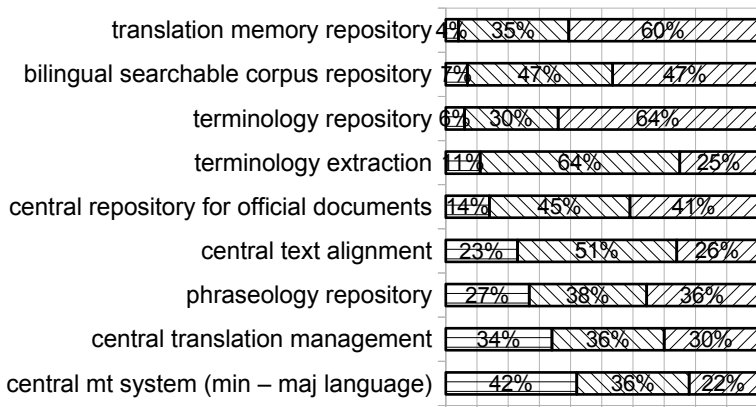 translation memory repository 4% 35% 60%
bilingual searchable corpus repository 7% 47% 47%
terminology repository 6% 30% 64%
terminology extraction 11% 64% 25%
central repository for official documents 14% 45% 41%
central text alignment 23% 51% 26%
phraseology repository 27% 38% 36%
central translation management 34% 36% 30%
central mt system (min – maj language) 42% 36% 22%